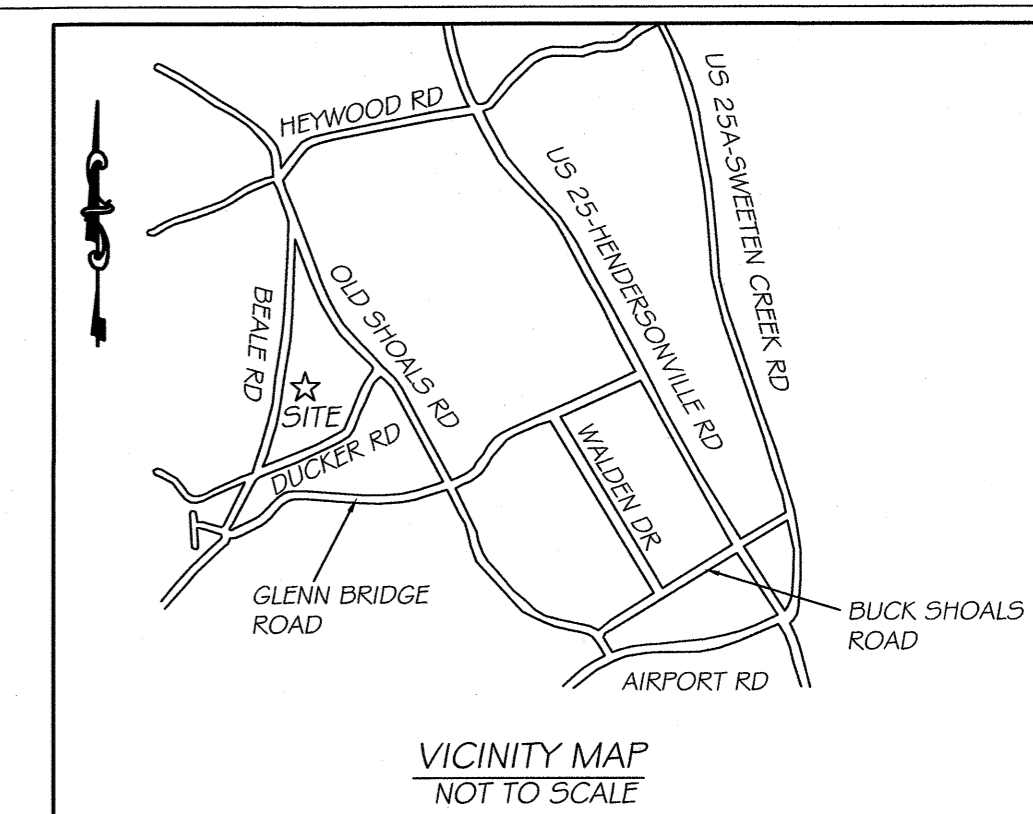 HEYWOOD RD
US 25A-SWEETEN CREEK RD
US 25-HENDERSONVILLE RD
OLD SHOALS RD
BEALE RD
SITE
DUCKER RD
WALDEN DR
GLENN BRIDGE
ROAD
BUCK SHOALS
ROAD
AIRPORT RD
VICINITY MAP
NOT TO SCALE